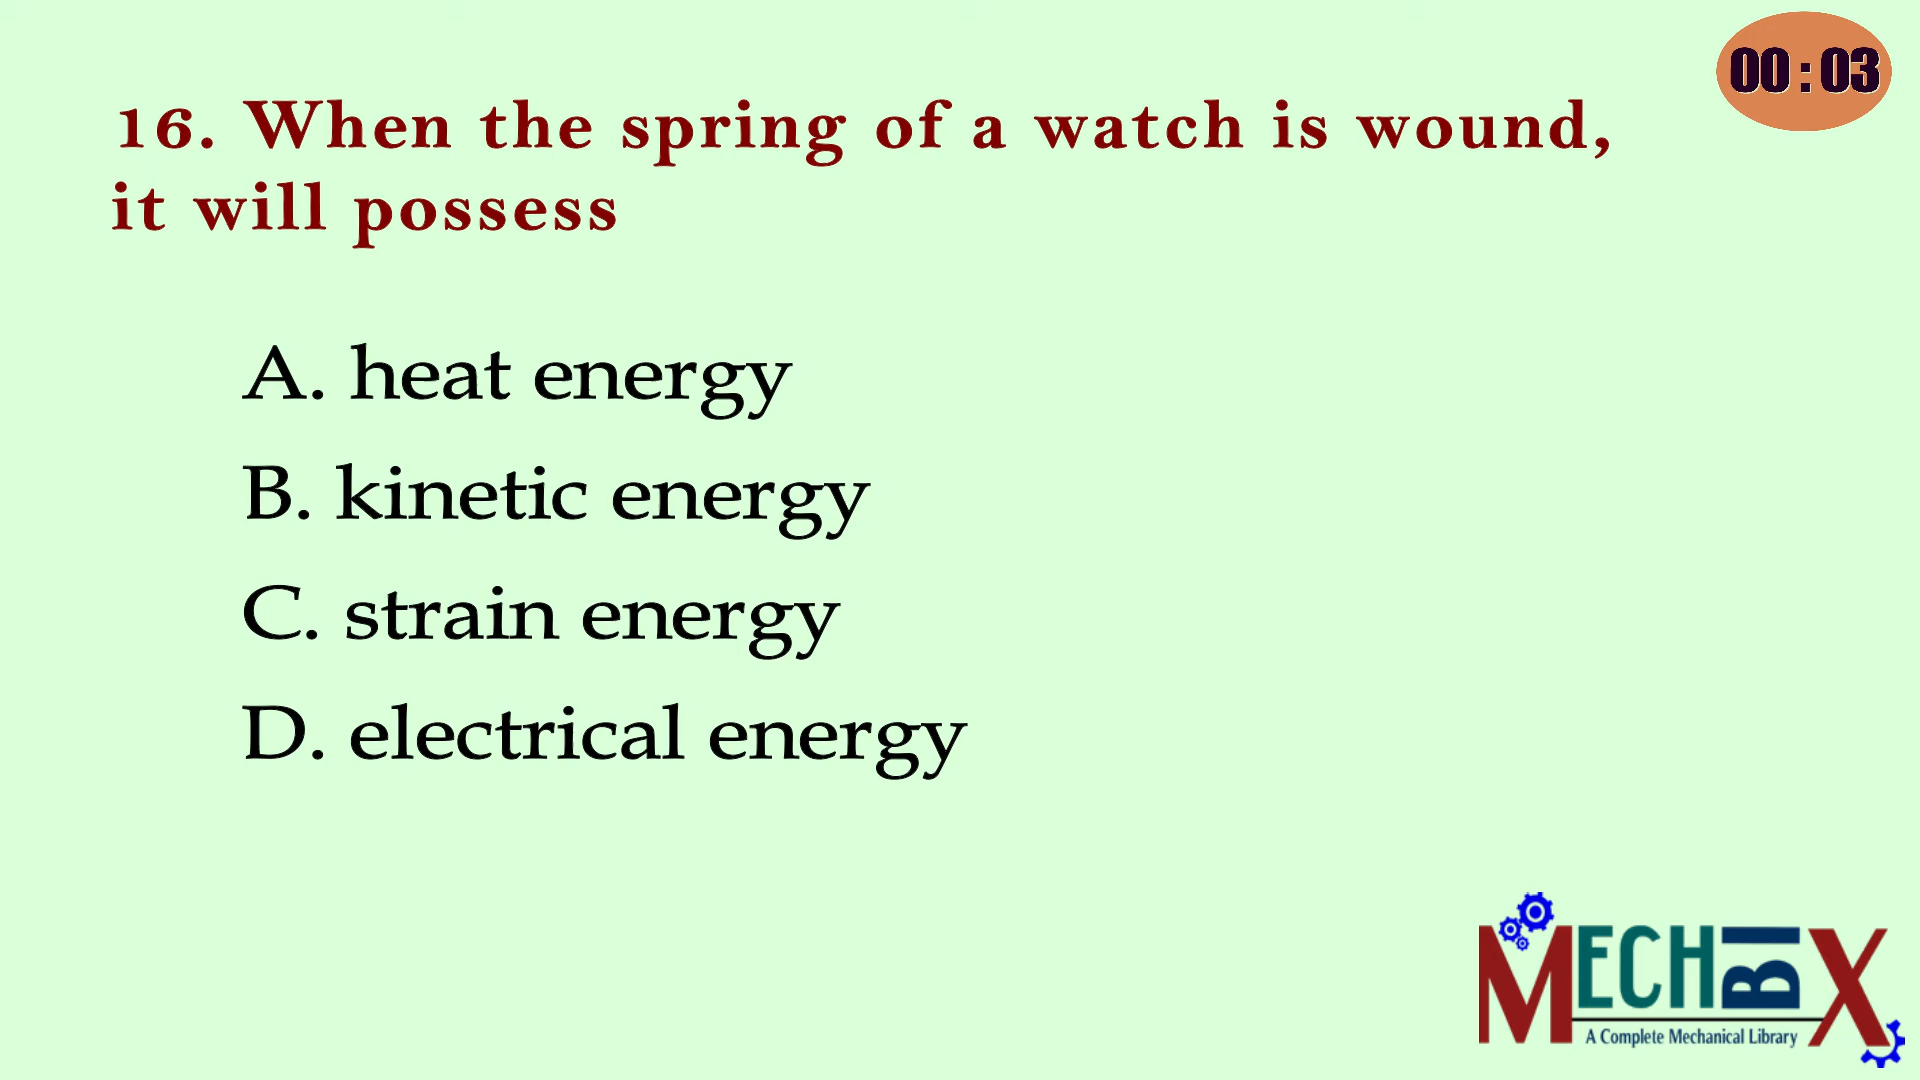 00:03
16. When the spring of a watch is wound,
it will possess
A. heat energy
B. kinetic energy
C. strain energy
D. electrical energy
MECHBIX
A Complete Mechanical Library